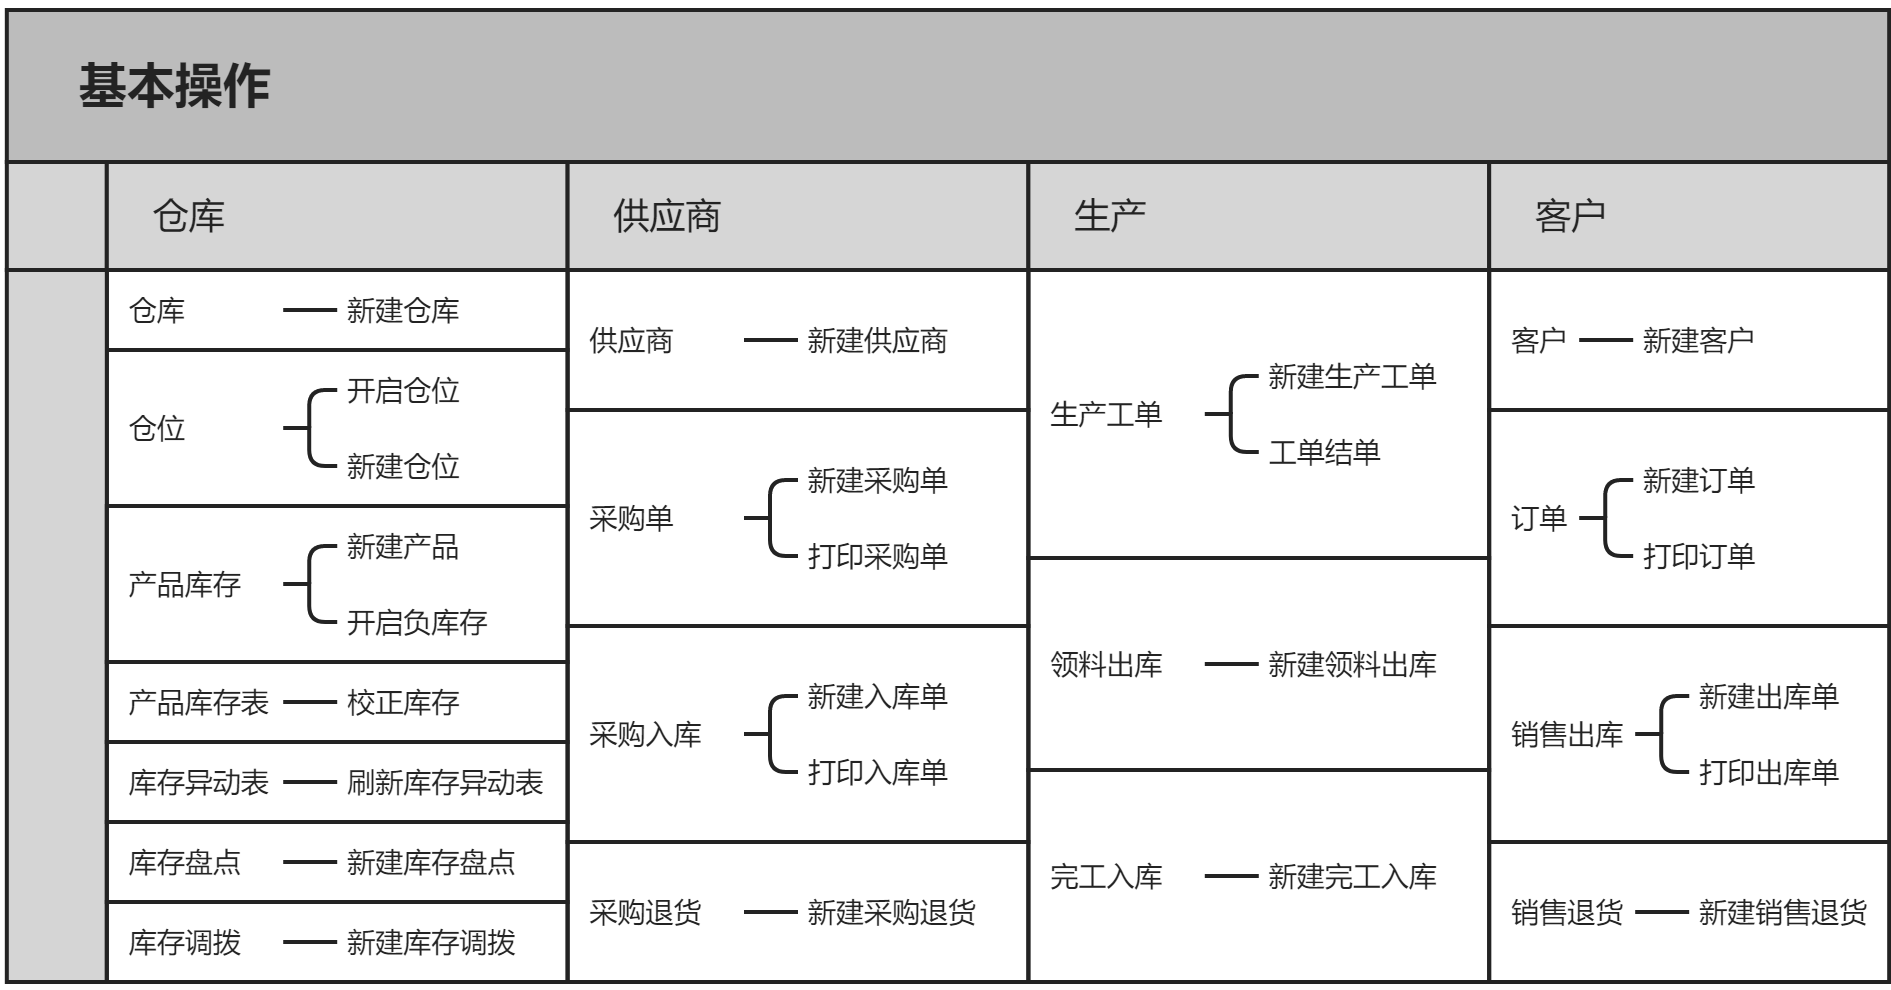 基本操作
仓库
供应商
生产
客户
仓库
新建仓库
仓位
开启仓位
新建仓位
产品库存
新建产品
开启负库存
产品库存表
校正库存
库存异动表
刷新库存异动表
库存盘点
新建库存盘点
库存调拨
新建库存调拨
供应商
新建供应商
采购单
新建采购单
打印采购单
采购入库
新建入库单
打印入库单
采购退货
新建采购退货
生产工单
新建生产工单
工单结单
领料出库
新建领料出库
完工入库
新建完工入库
客户
新建客户
订单
新建订单
打印订单
销售出库
新建出库单
打印出库单
销售退货
新建销售退货